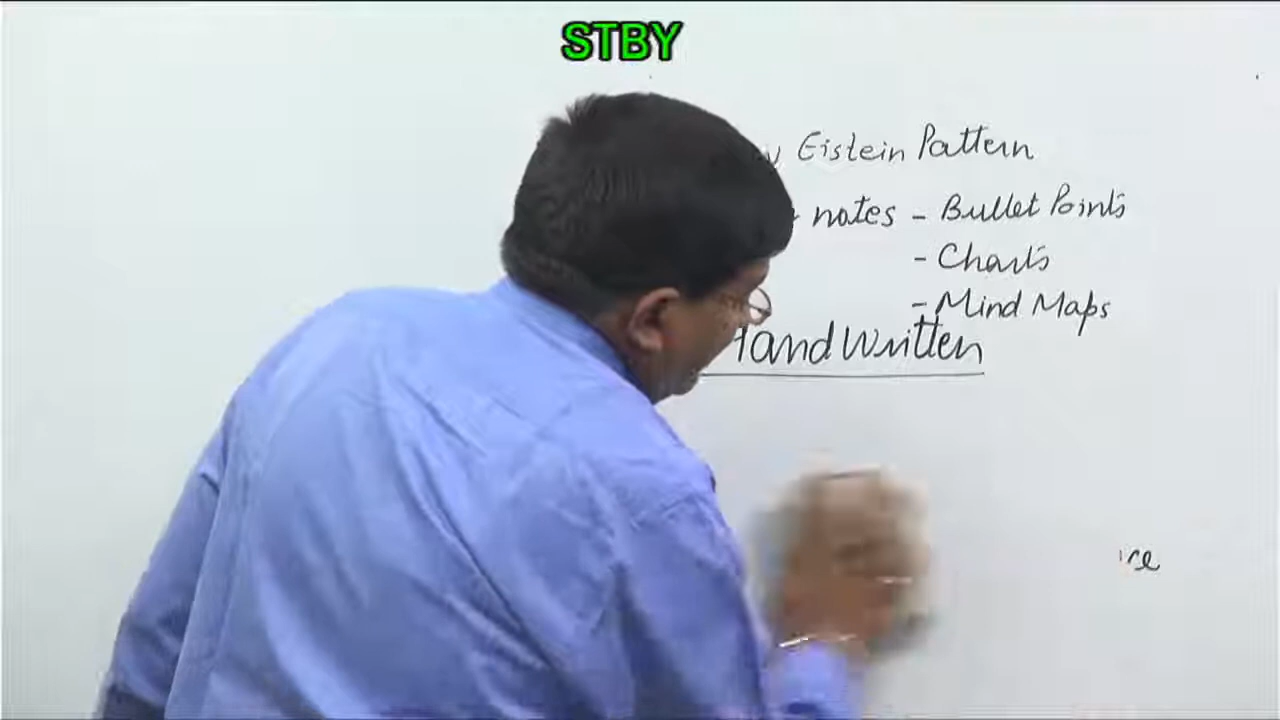 STBY
Eistein Pattern
notes - Bullet Points
- Charts
- Mind Maps
HandWritten